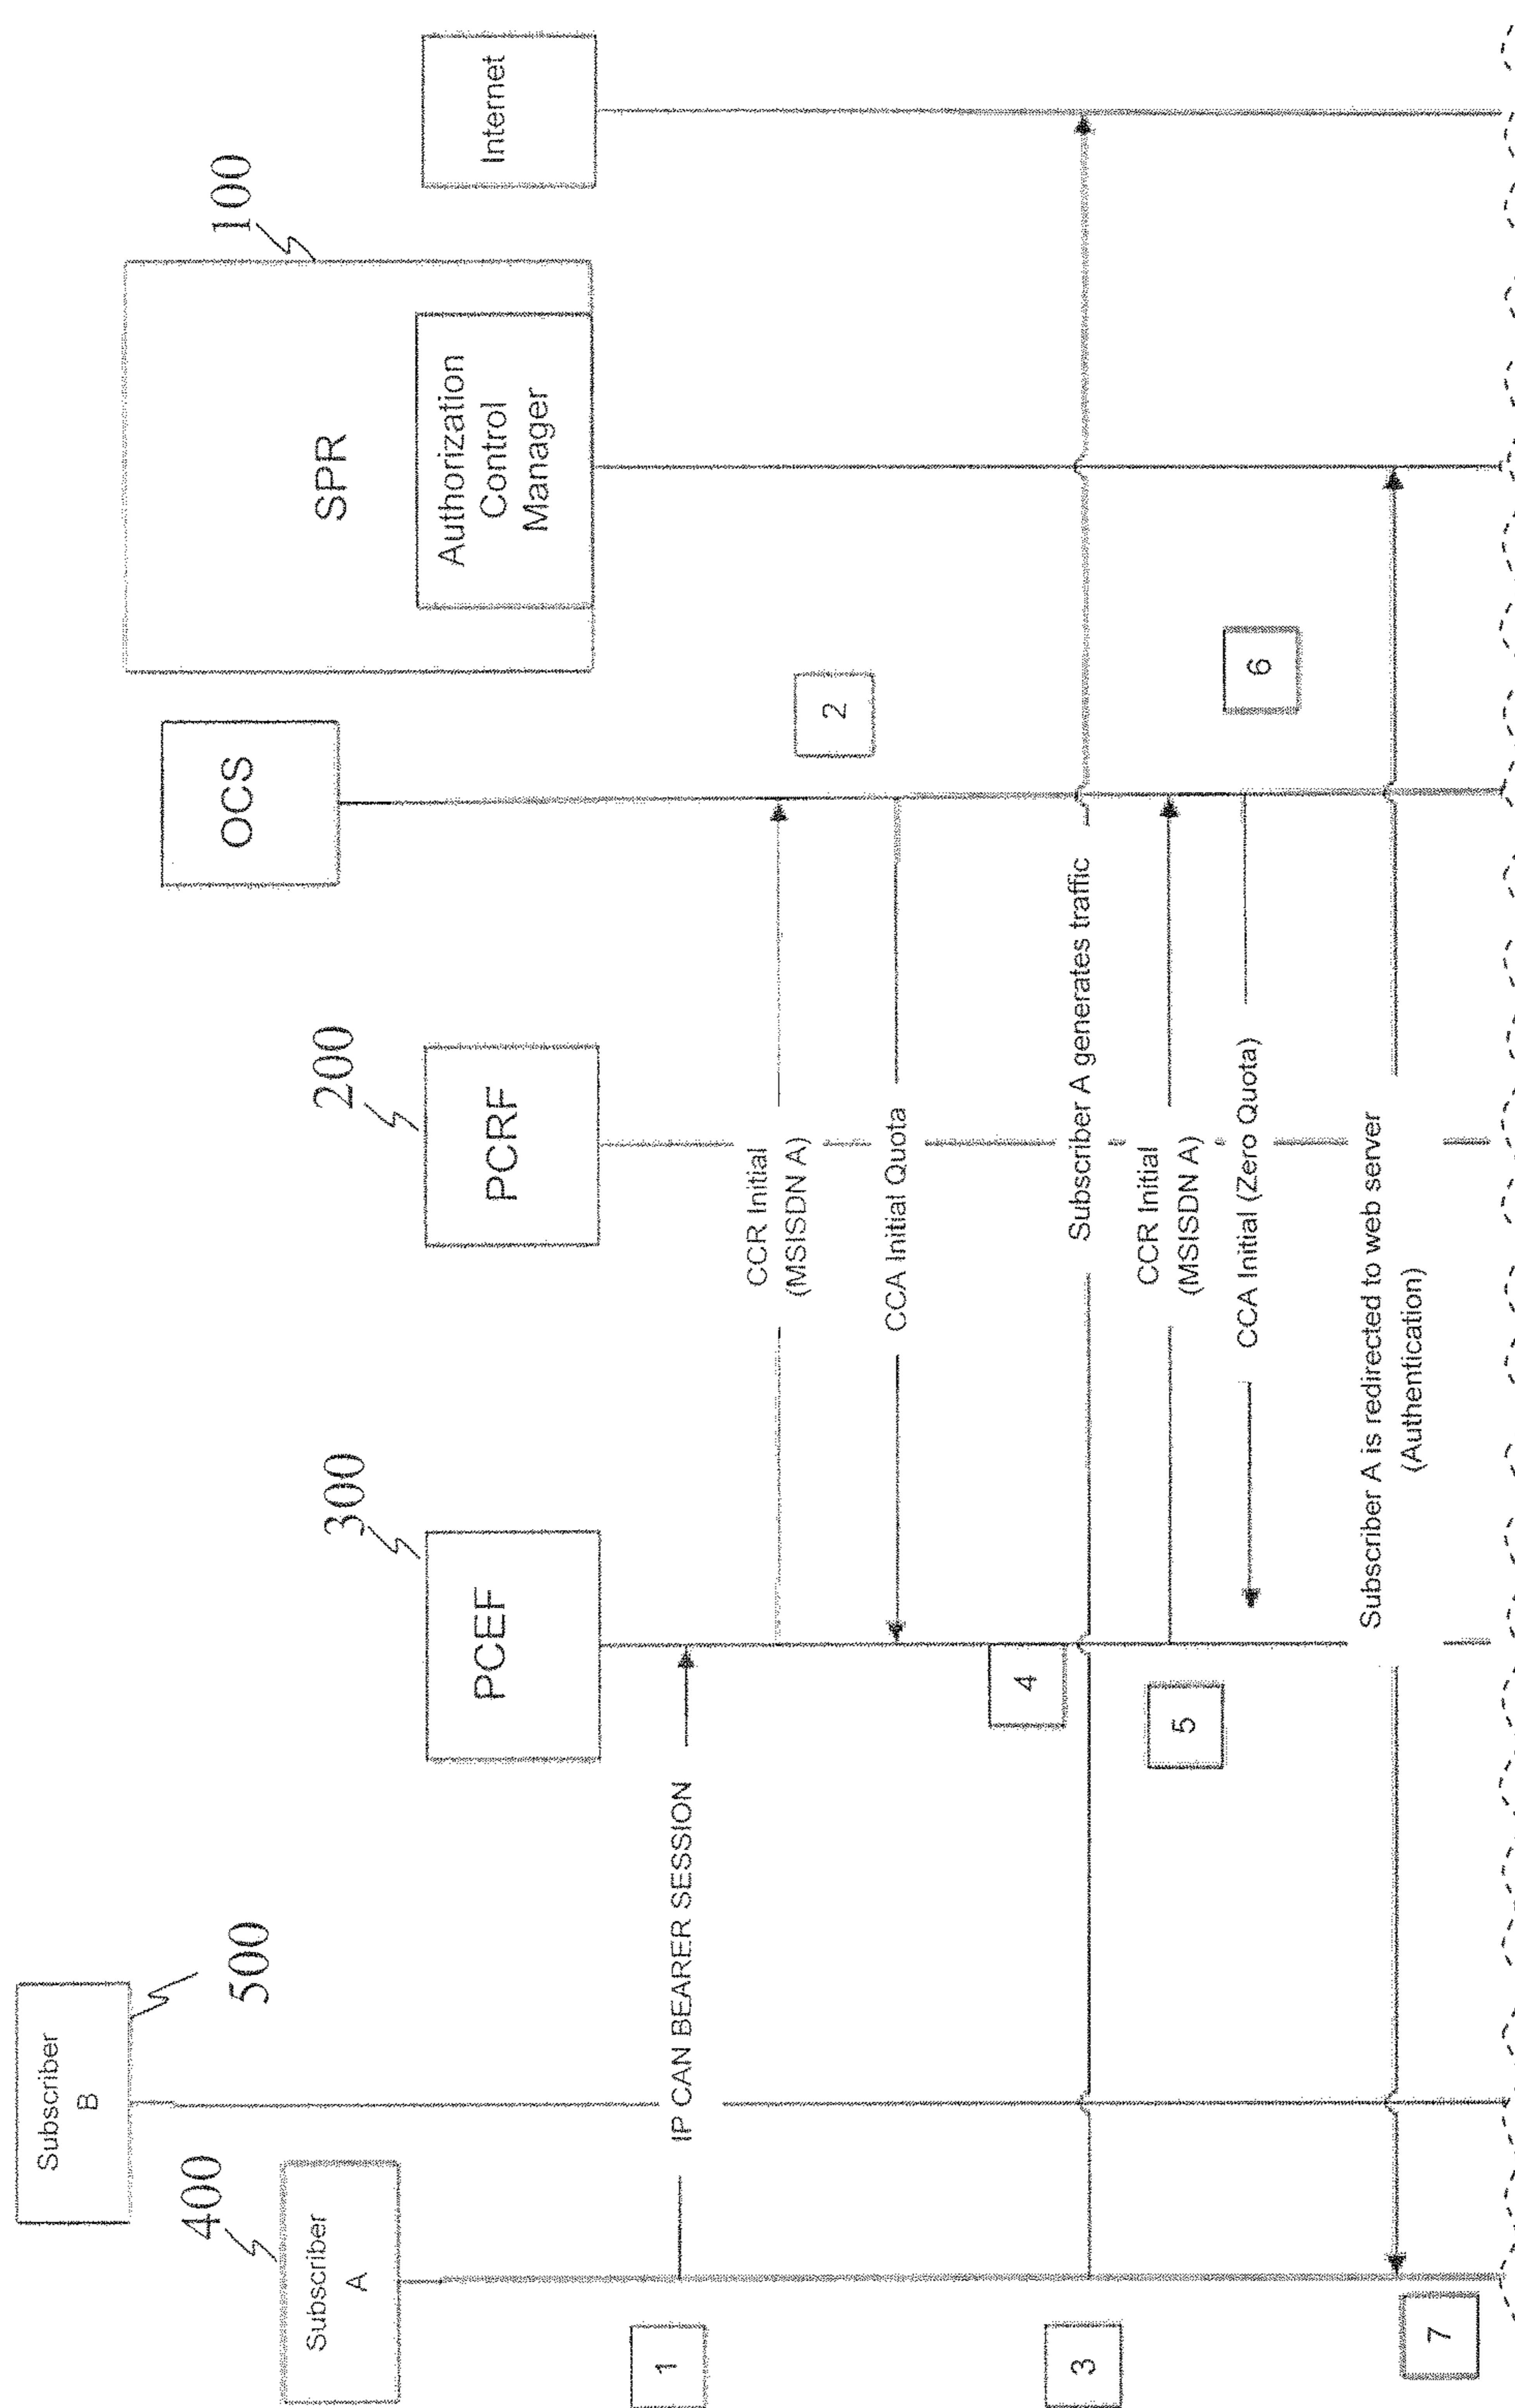 Subscriber
B
500
Subscriber
A
400
PCEF
300
PCRF
200
OCS
SPR
Authorization
Control
Manager
100
Internet
1
IP CAN BEARER SESSION
CCR Initial
(MSISDN A)
2
CCA Initial Quota
4
3
Subscriber A generates traffic
5
CCR Initial
(MSISDN A)
6
CCA Initial (Zero Quota)
7
Subscriber A is redirected to web server
(Authentication)